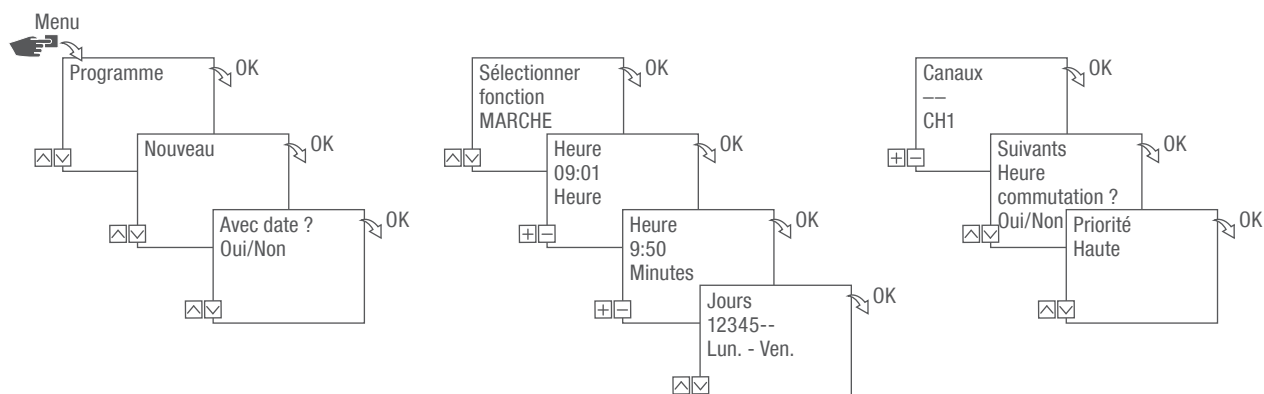 Menu
Programme
OK
Nouveau
OK
Avec date ?
Oui/Non
OK
Sélectionner
fonction
MARCHE
OK
Heure
09:01
Heure
OK
Heure
9:50
Minutes
OK
Jours
12345--
Lun. - Ven.
OK
Canaux
––
CH1
OK
Suivants
Heure
commutation ?
Oui/Non
OK
Priorité
Haute
OK